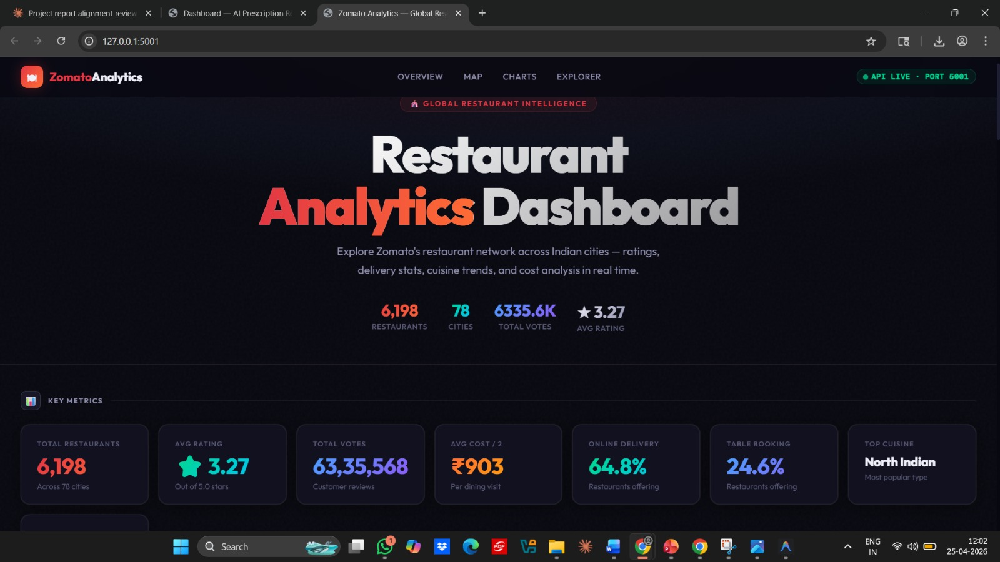 Project report alignment review
Dashboard — AI Prescription R
Zomato Analytics — Global Res
127.0.0.1:5001
ZomatoAnalytics
OVERVIEW
MAP
CHARTS
EXPLORER
API LIVE · PORT 5001
GLOBAL RESTAURANT INTELLIGENCE
Restaurant
Analytics Dashboard
Explore Zomato's restaurant network across Indian cities — ratings,
delivery stats, cuisine trends, and cost analysis in real time.
6,198
RESTAURANTS
78
CITIES
6335.6K
TOTAL VOTES
★ 3.27
AVG RATING
KEY METRICS
TOTAL RESTAURANTS
6,198
Across 78 cities
AVG RATING
★ 3.27
Out of 5.0 stars
TOTAL VOTES
63,35,568
Customer reviews
AVG COST / 2
₹903
Per dining visit
ONLINE DELIVERY
64.8%
Restaurants offering
TABLE BOOKING
24.6%
Restaurants offering
TOP CUISINE
North Indian
Most popular type
Search
1
ENG
IN
12:02
25-04-2026